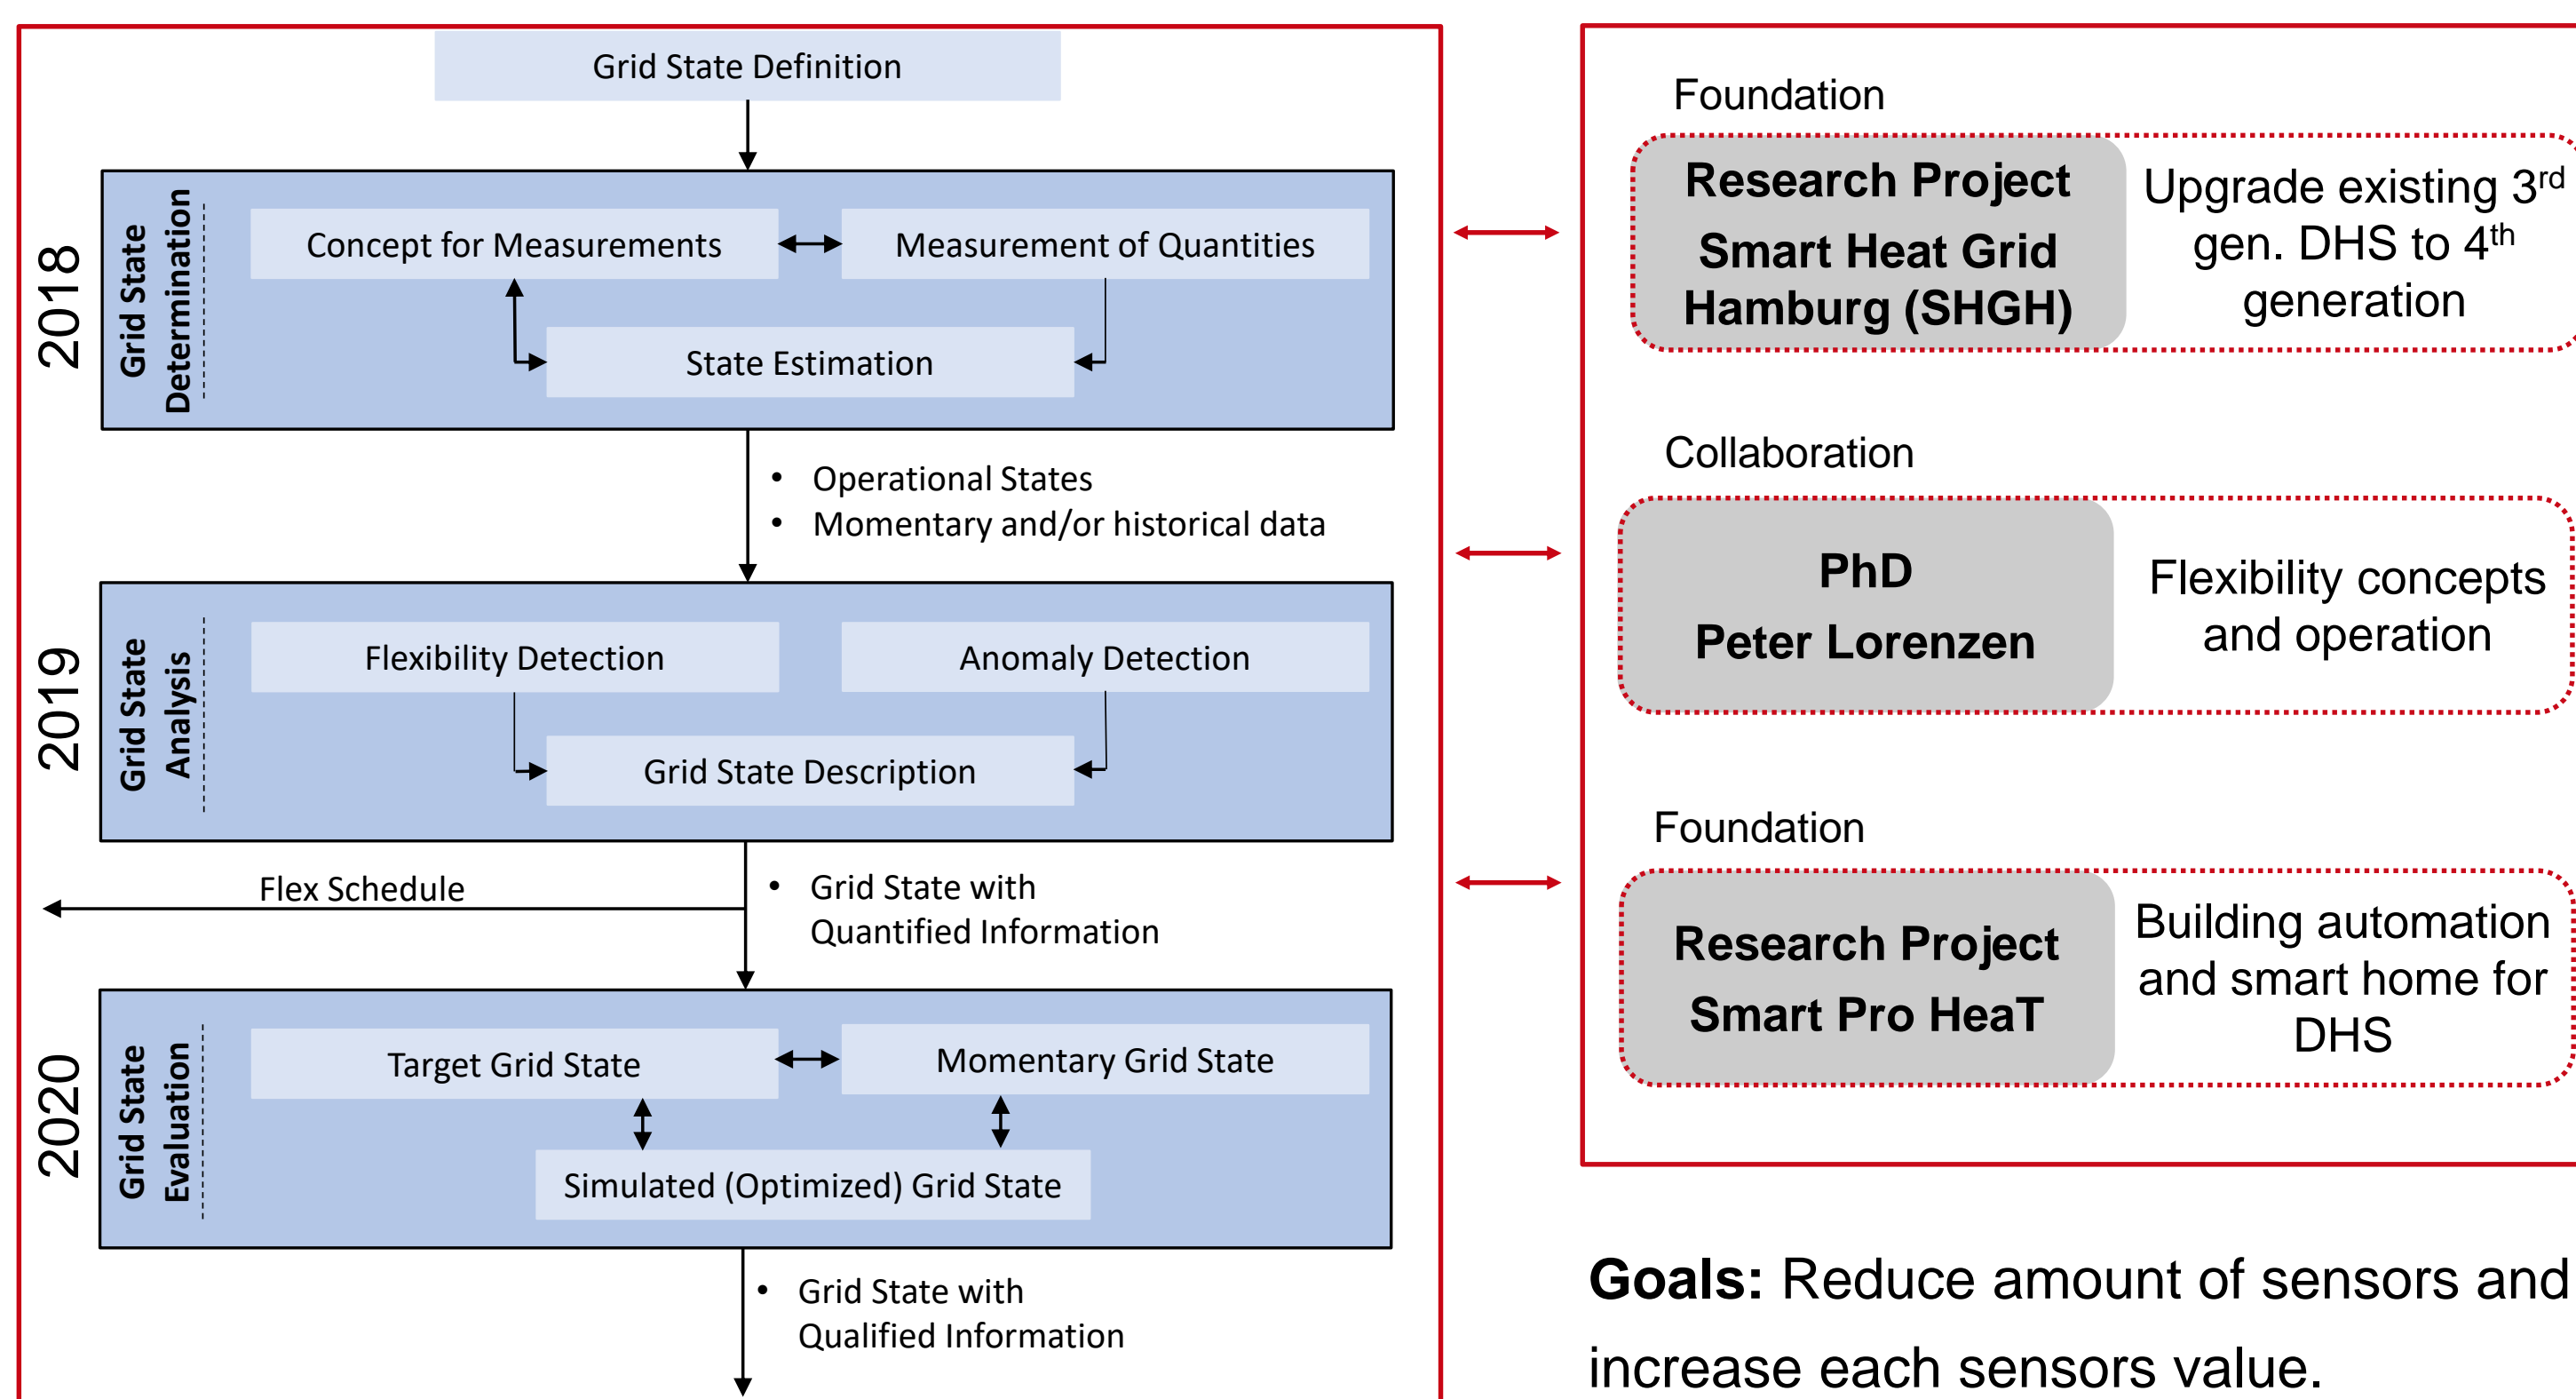 Grid State Definition
2018
Grid State
Determination
Concept for Measurements
Measurement of Quantities
State Estimation
• Operational States
• Momentary and/or historical data
2019
Grid State
Analysis
Flexibility Detection
Anomaly Detection
Grid State Description
Flex Schedule
• Grid State with
Quantified Information
2020
Grid State
Evaluation
Target Grid State
Momentary Grid State
Simulated (Optimized) Grid State
• Grid State with
Qualified Information
Foundation
Research Project
Smart Heat Grid
Hamburg (SHGH)
Upgrade existing 3rd
gen. DHS to 4th
generation
Collaboration
PhD
Peter Lorenzen
Flexibility concepts
and operation
Foundation
Research Project
Smart Pro HeaT
Building automation
and smart home for
DHS
Goals: Reduce amount of sensors and
increase each sensors value.